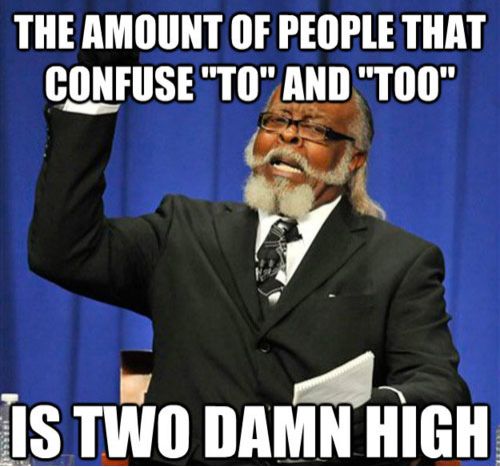 THE AMOUNT OF PEOPLE THAT
CONFUSE "TO" AND "TOO"
IS TWO DAMN HIGH